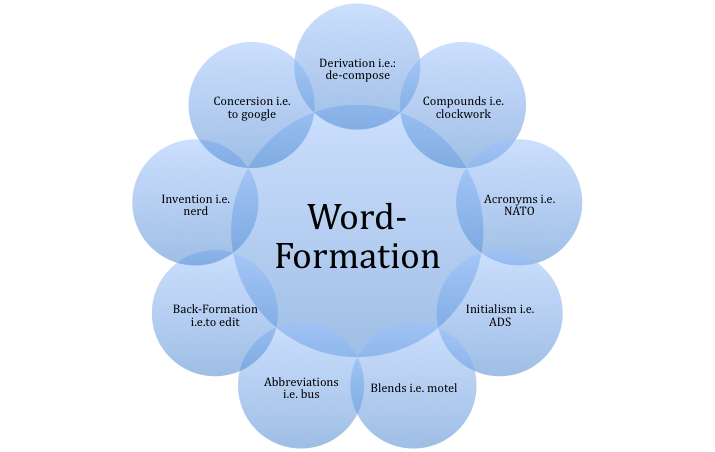 Derivation i.e.:
de-compose
Compounds i.e.
clockwork
Acronyms i.e.
NATO
Initialism i.e.
ADS
Blends i.e. motel
Abbreviations
i.e. bus
Back-Formation
i.e.to edit
Invention i.e.
nerd
Concersion i.e.
to google
Word-
Formation